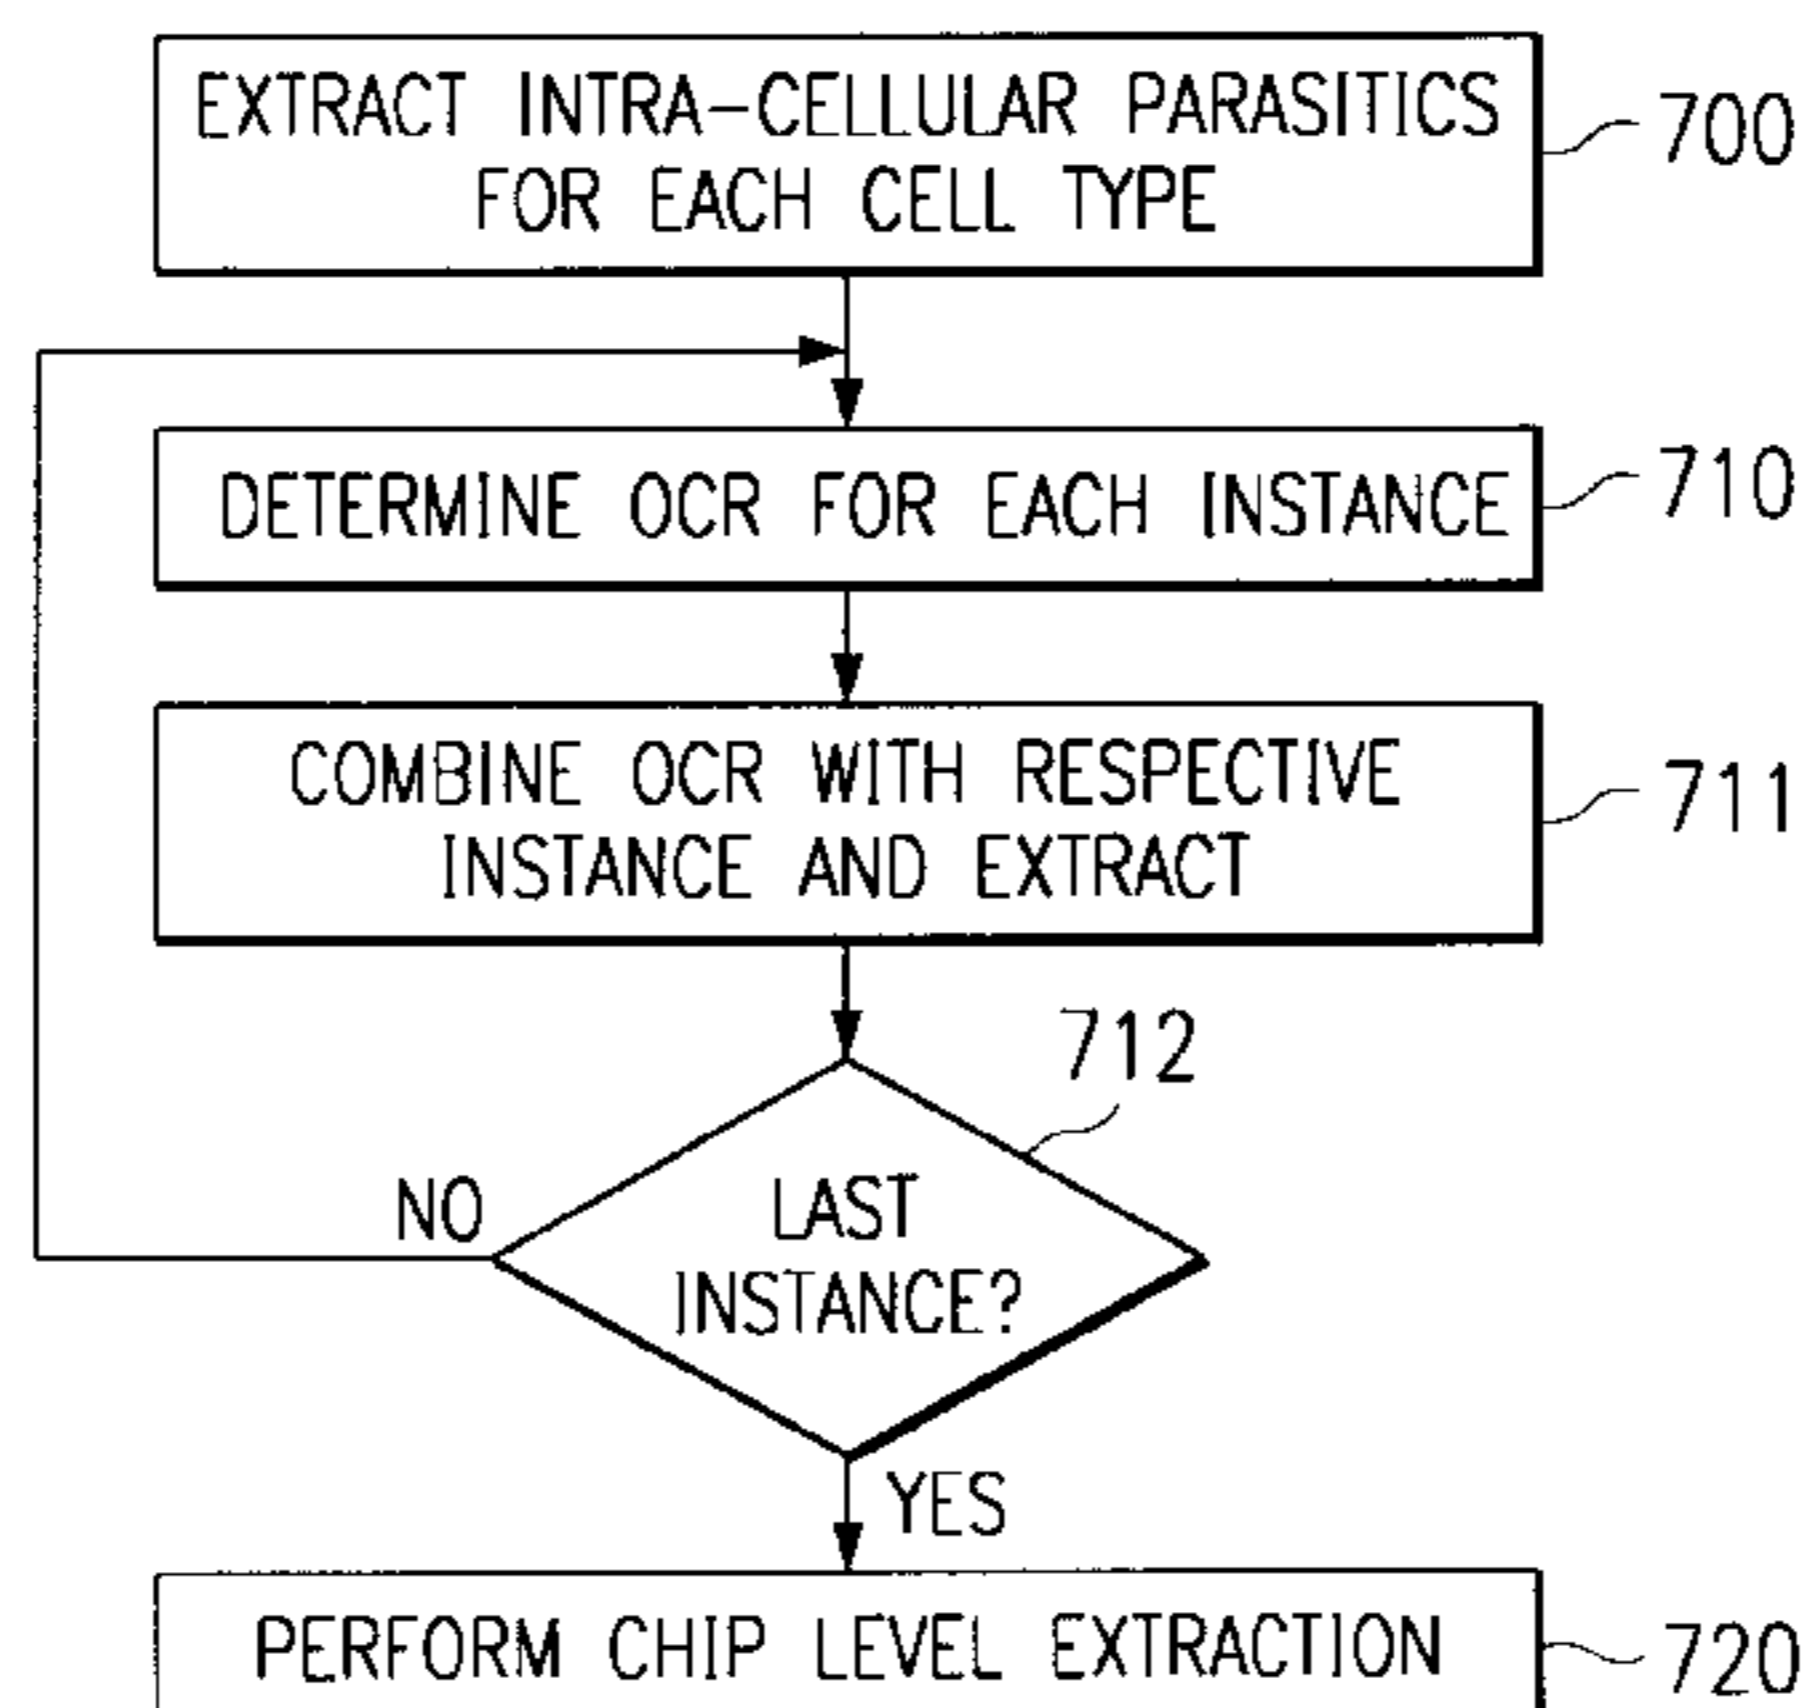 EXTRACT INTRA-CELLULAR PARASITICS
FOR EACH CELL TYPE
700
DETERMINE OCR FOR EACH INSTANCE
710
COMBINE OCR WITH RESPECTIVE
INSTANCE AND EXTRACT
711
712
LAST
INSTANCE?
NO
YES
PERFORM CHIP LEVEL EXTRACTION
720